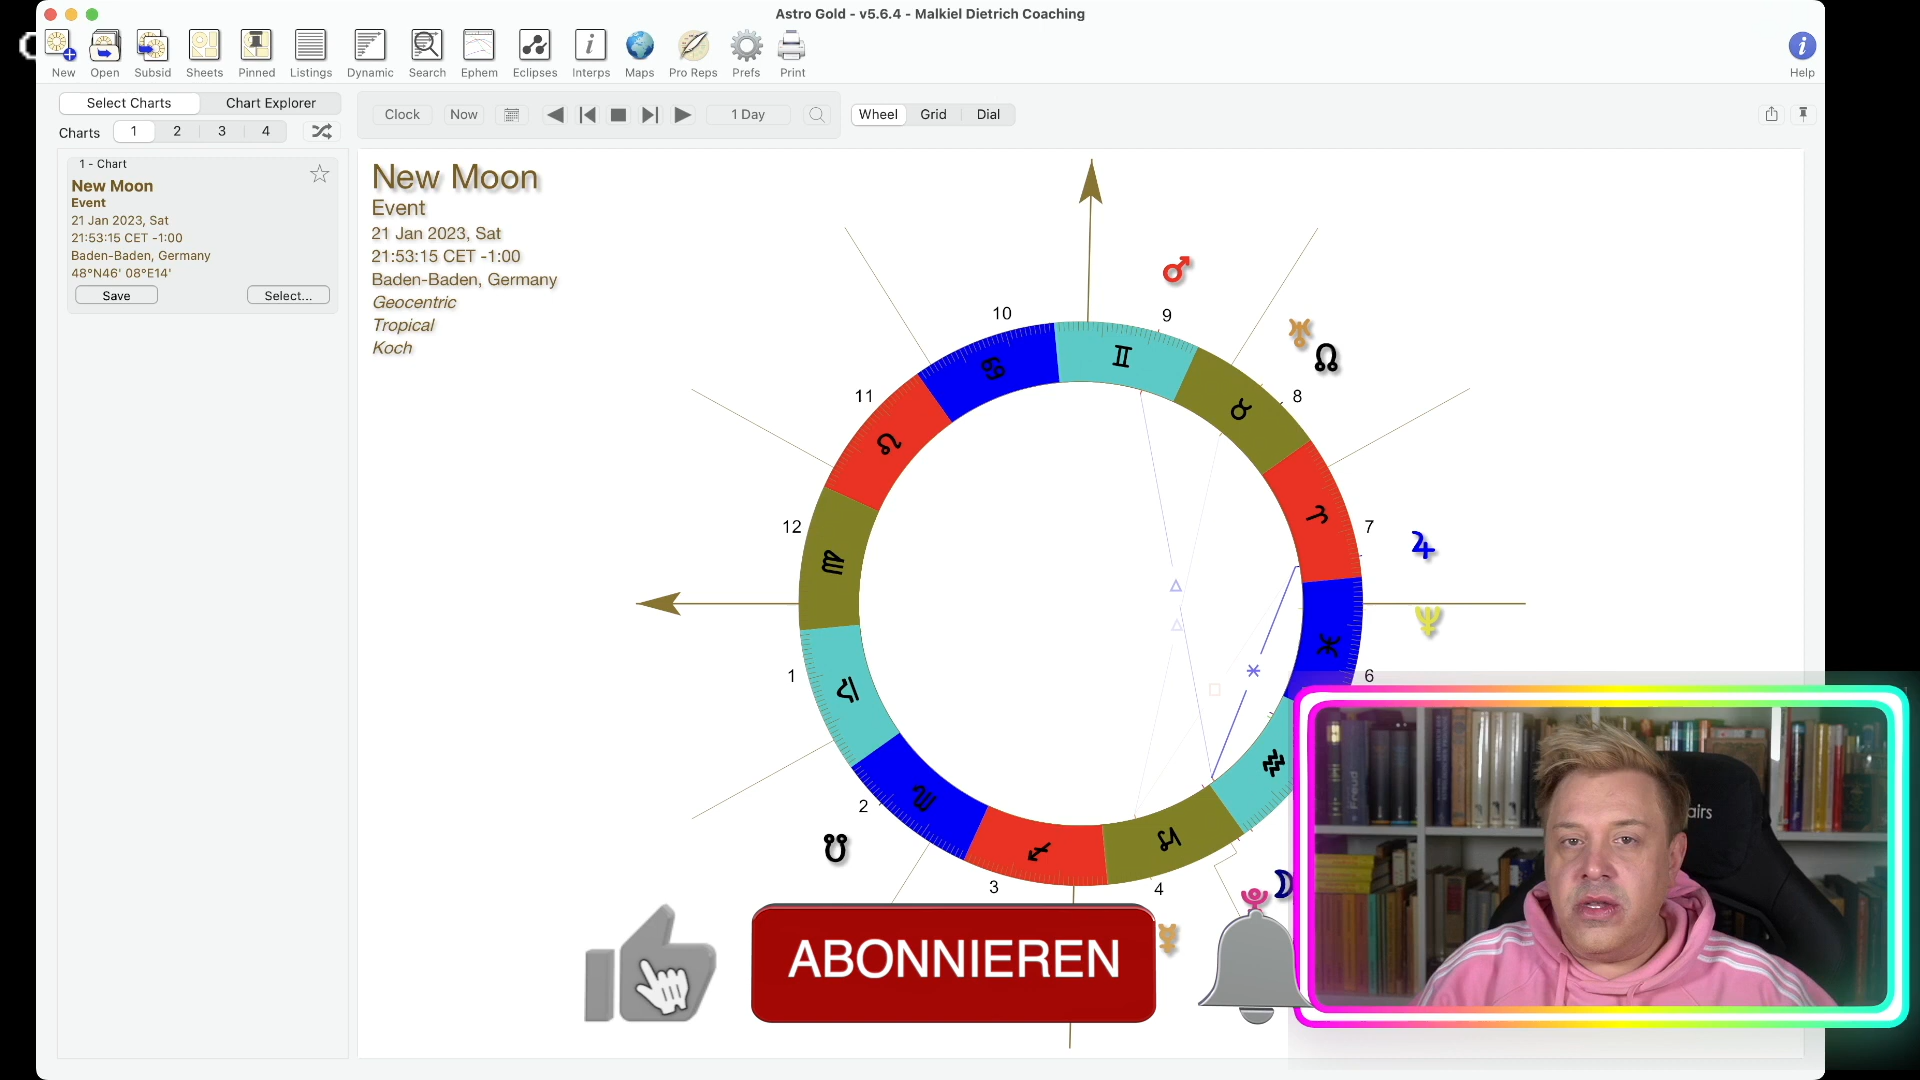 Astro Gold - v5.6.4 - Malkiel Dietrich Coaching
New Open Subsid Sheets Pinned Listings Dynamic Search Ephem Eclipses Interps Maps Pro Reps Prefs Print Help
Select Charts Chart Explorer
Charts 1 2 3 4
Clock Now 1 Day Wheel Grid Dial
1 - Chart
New Moon
Event
21 Jan 2023, Sat
21:53:15 CET -1:00
Baden-Baden, Germany
48°N46' 08°E14'
Save Select...
New Moon
Event
21 Jan 2023, Sat
21:53:15 CET -1:00
Baden-Baden, Germany
Geocentric
Tropical
Koch
10
9
11
8
12
7
1
6
2
3
4
ABONNIEREN
Freud
airs